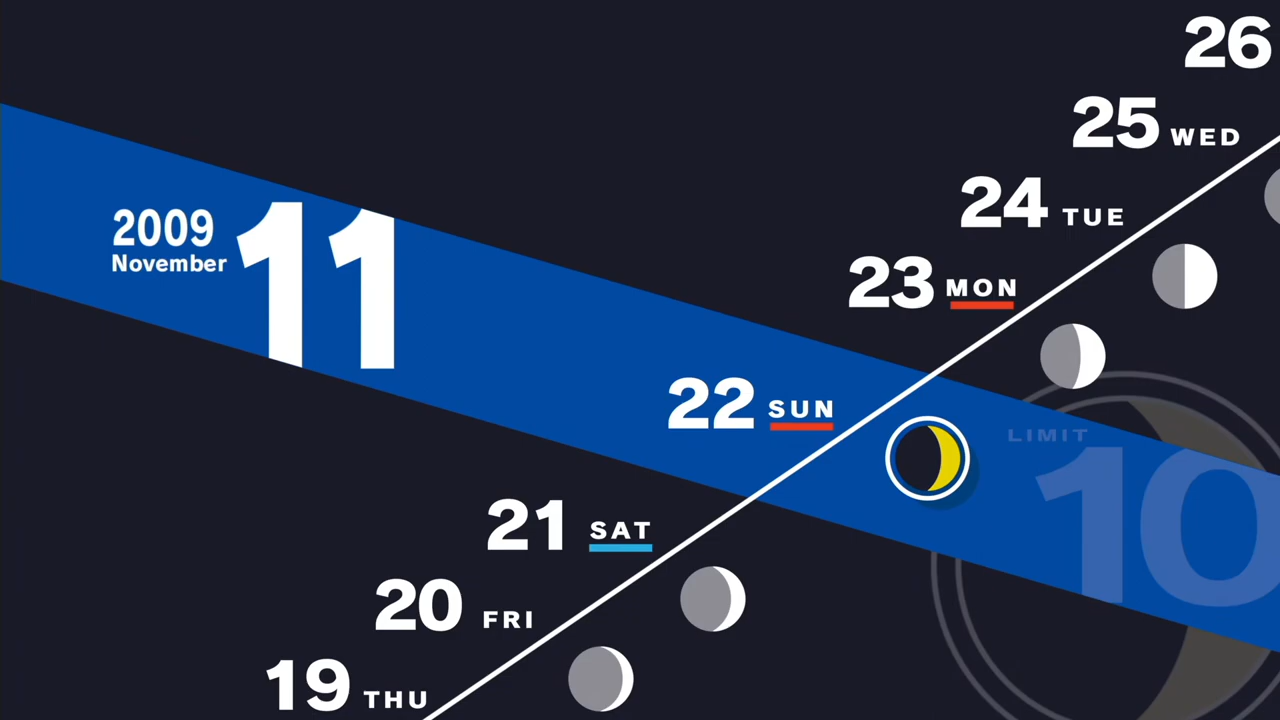 26
25 WED
24 TUE
2009
November
11
23 MON
22 SUN
LIMIT
10
21 SAT
20 FRI
19 THU